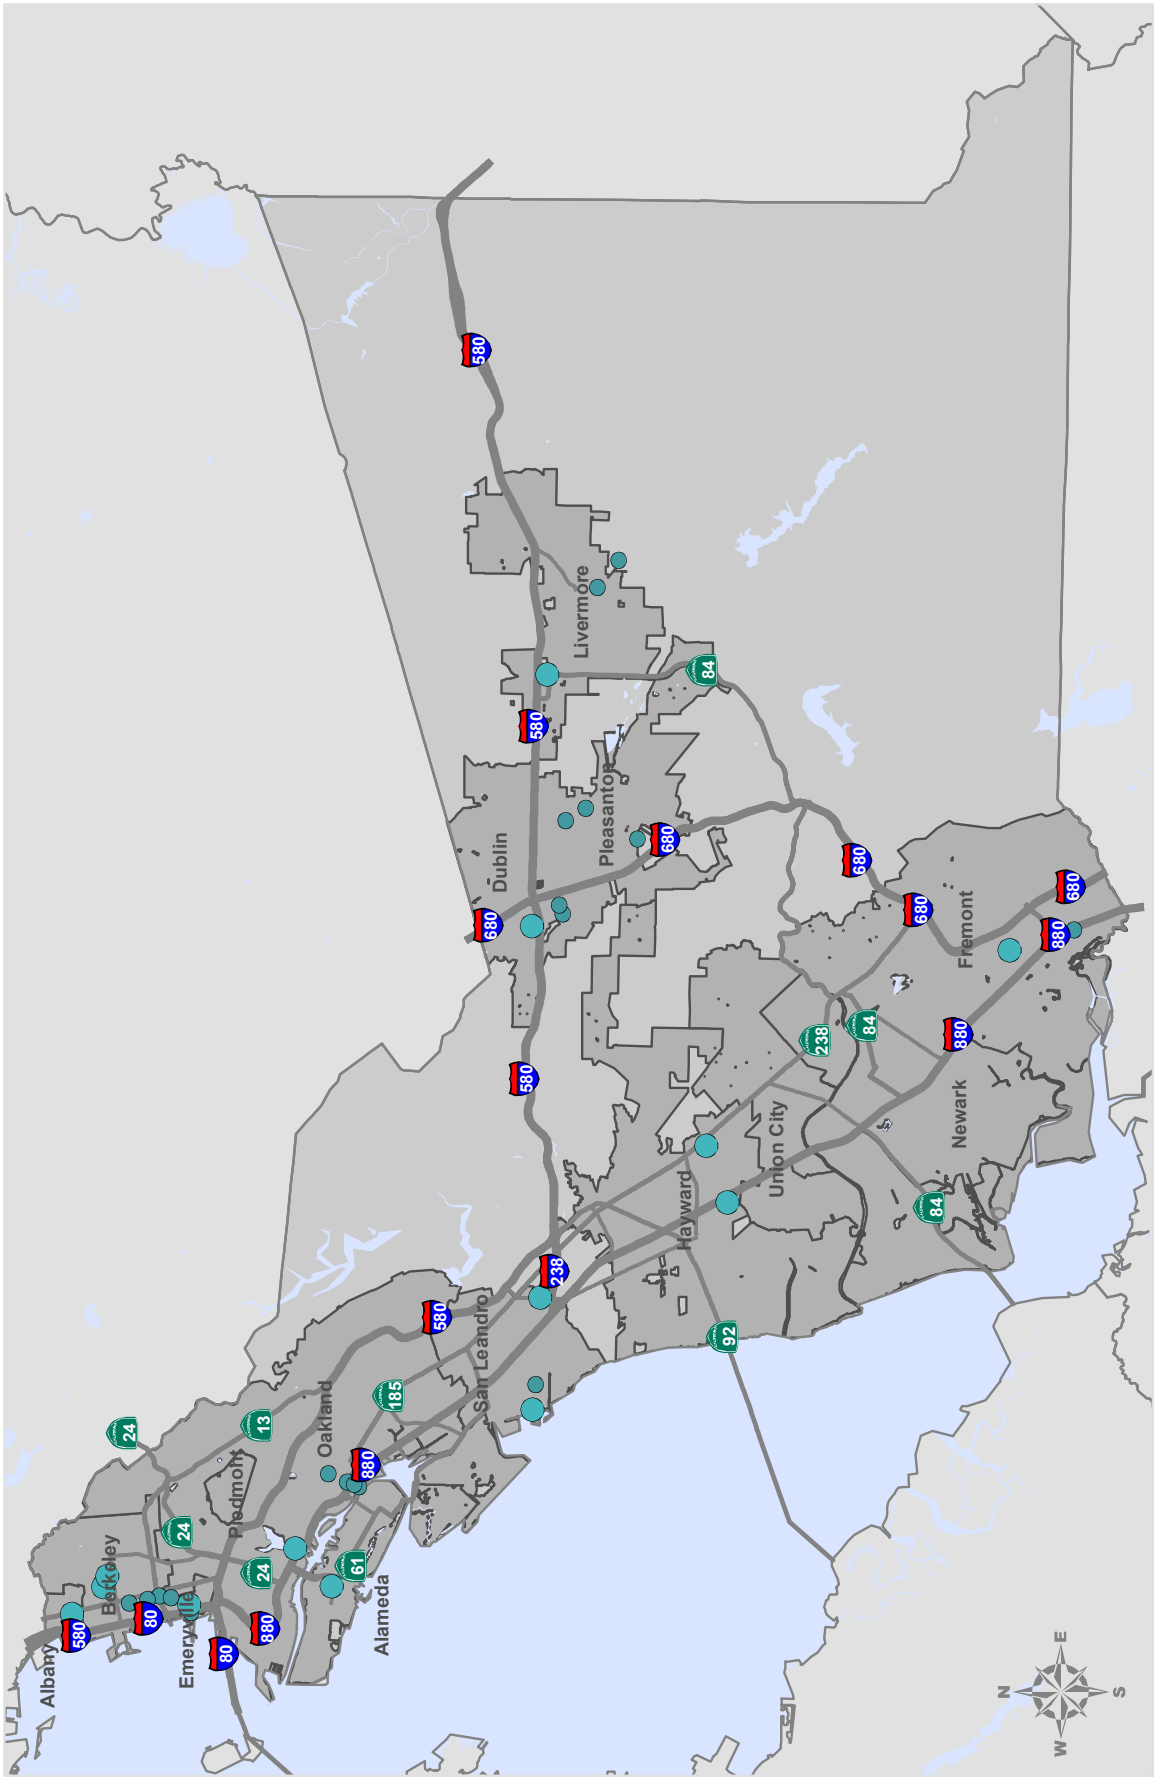 Albany
580
Berkeley
24
80
24
Emeryville
80
Piedmont
24
13
880
Oakland
61
880
Alameda
185
580
San Leandro
580
680
Dublin
580
580
238
Livermore
Pleasanton
680
Hayward
84
92
Union City
238
680
84
680
84
Newark
880
Fremont
N
880
W
E
680
S